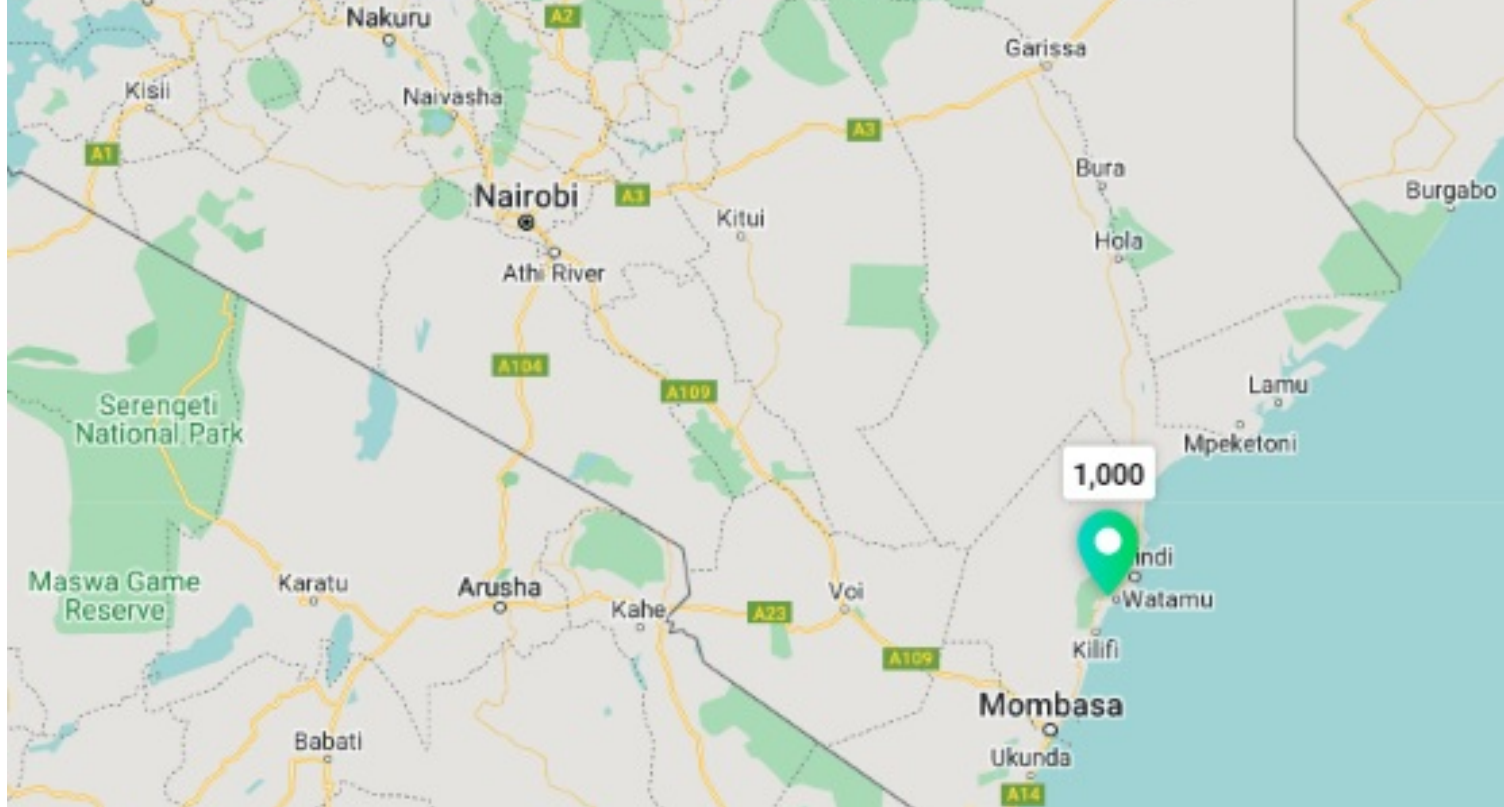 Nakuru
A2
Garissa
Kisii
Naivasha
A3
A1
Bura
Nairobi
A3
Burgabo
Kitui
Hola
Athi River
A104
A109
Lamu
Serengeti
National Park
Mpeketoni
1,000
indi
Maswa Game
Reserve
Karatu
Arusha
Voi
Watamu
Kahe
A23
Kilifi
A109
Mombasa
Babati
Ukunda
A14